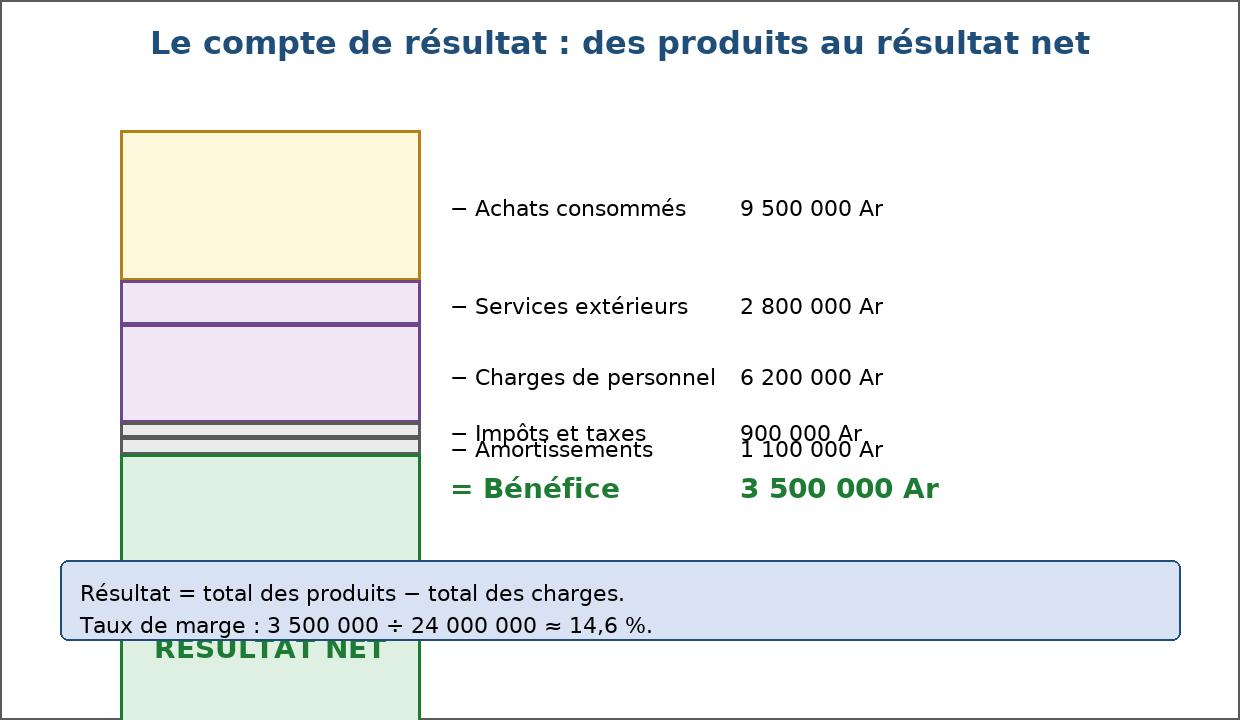 Le compte de résultat : des produits au résultat net
− Achats consommés 9 500 000 Ar
− Services extérieurs 2 800 000 Ar
− Charges de personnel 6 200 000 Ar
− Impôts et taxes 900 000 Ar
− Amortissements 1 100 000 Ar
= Bénéfice 3 500 000 Ar
Résultat = total des produits − total des charges.
Taux de marge : 3 500 000 ÷ 24 000 000 ≈ 14,6 %.
RÉSULTAT NET